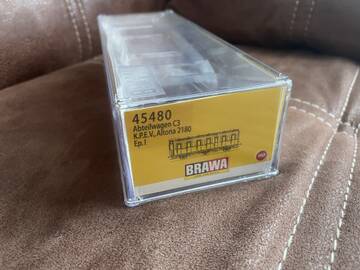 45480
Abteilwagen C3
K.P.E.V., Altona 2180
Ep.I
BRAWA